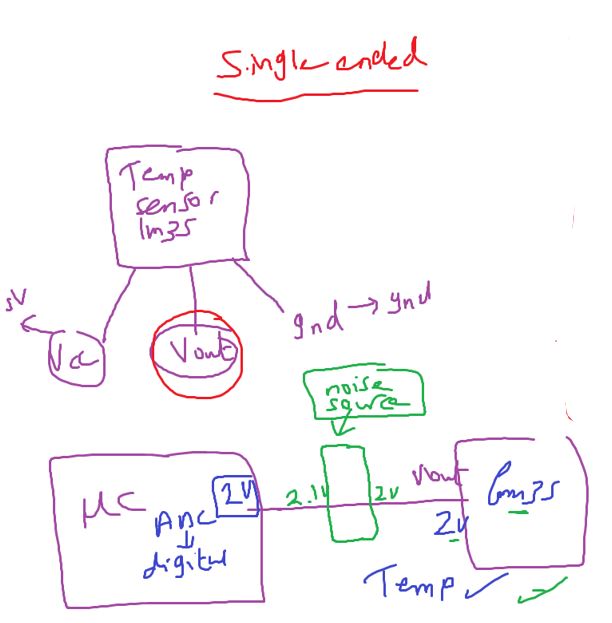 Single ended
Temp
sensor
lm35
5V
Vcc
Vout
gnd → gnd
noise
source
μC
ADC
digital
2V
2.1V
2V
Vout
lm35
2V
Temp